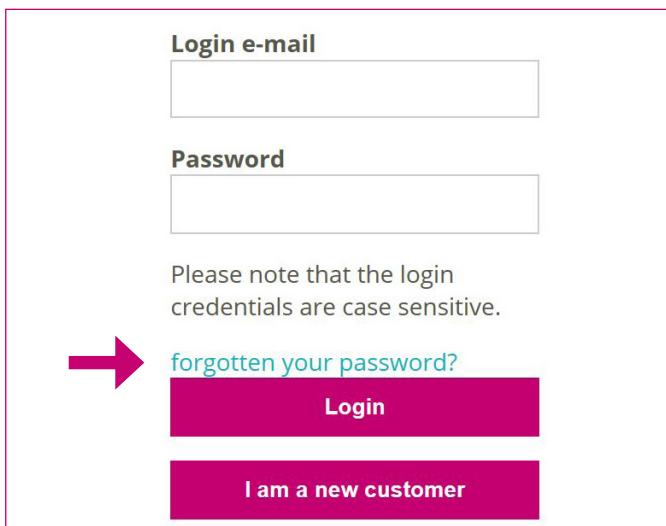 Login e-mail
Password
Please note that the login
credentials are case sensitive.
forgotten your password?
Login
I am a new customer